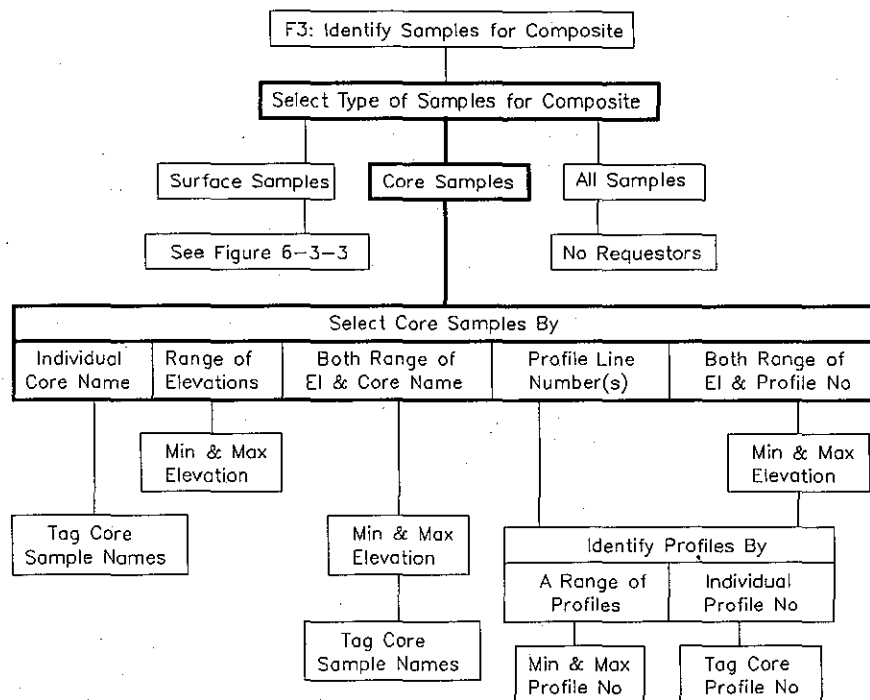 F3: Identify Samples for Composite
Select Type of Samples for Composite
Surface Samples
Core Samples
All Samples
See Figure 6-3-3
No Requestors
Select Core Samples By
Individual
Core Name
Range of
Elevations
Both Range of
El & Core Name
Profile Line
Number(s)
Both Range of
El & Profile No
Min & Max
Elevation
Min & Max
Elevation
Tag Core
Sample Names
Min & Max
Elevation
Identify Profiles By
A Range of
Profiles
Individual
Profile No
Tag Core
Sample Names
Min & Max
Profile No
Tag Core
Profile No